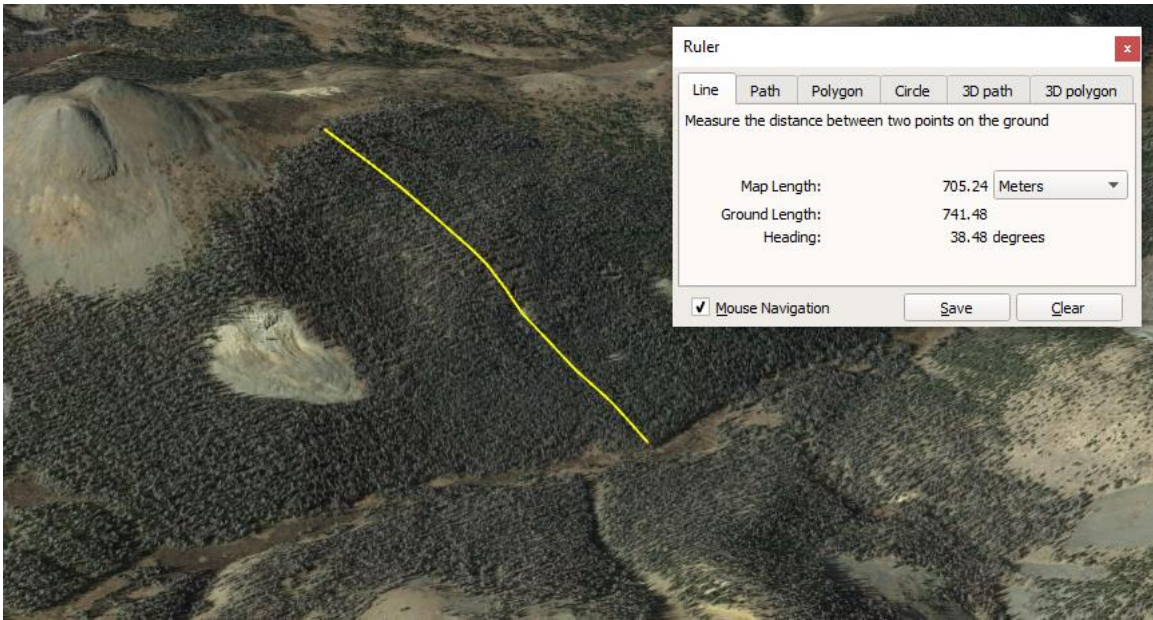 Ruler
x
Line Path Polygon Circle 3D path 3D polygon
Measure the distance between two points on the ground
Map Length: 705.24 Meters
Ground Length: 741.48
Heading: 38.48 degrees
Mouse Navigation Save Clear